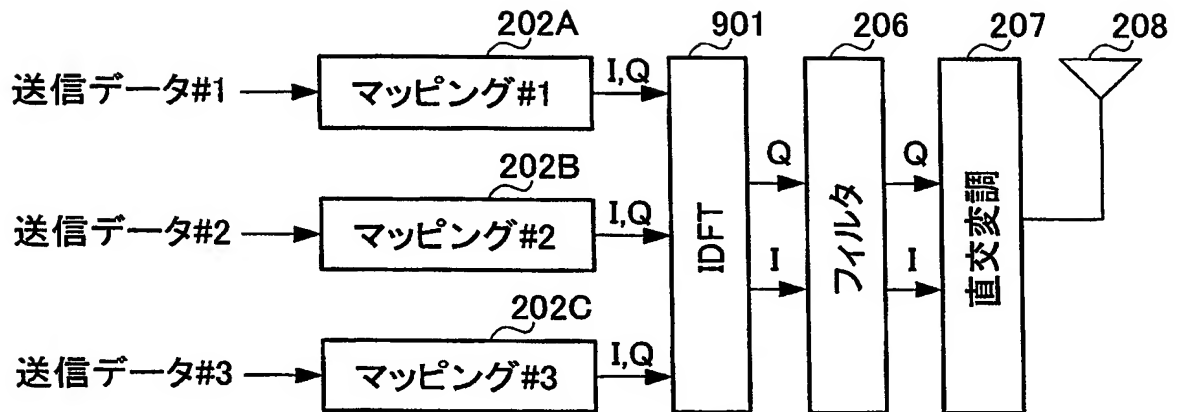 202A
901
206
207
208
送信データ#1
マッピング#1
I,Q
202B
送信データ#2
マッピング#2
I,Q
202C
送信データ#3
マッピング#3
I,Q
IDFT
Q
I
フィルタ
Q
I
直交変調